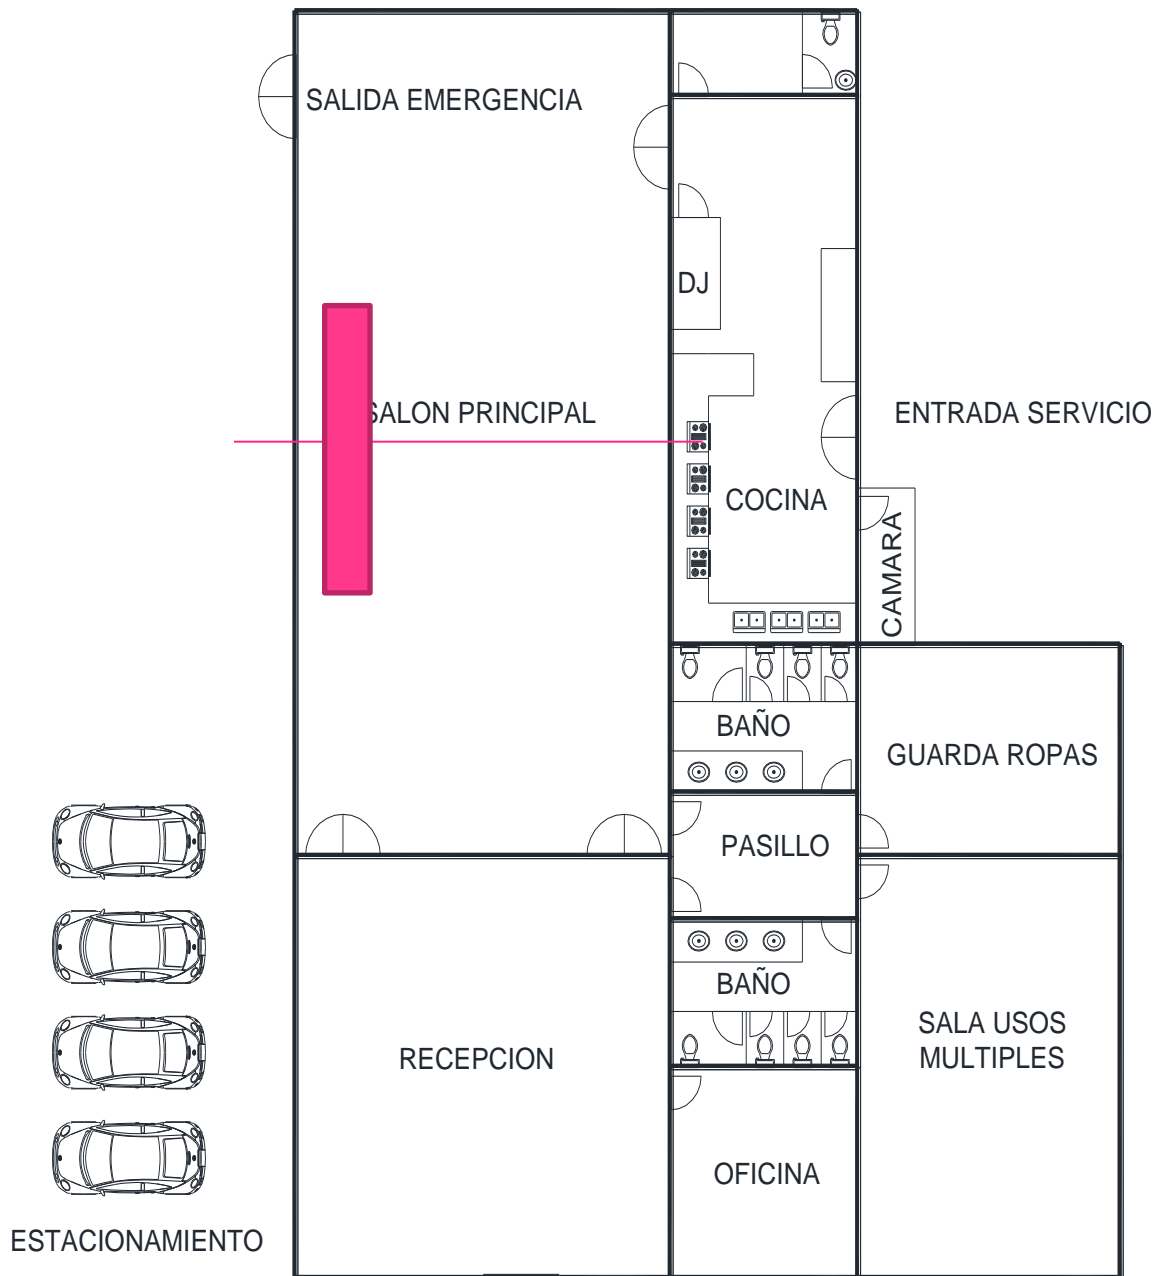 SALIDA EMERGENCIA
DJ
SALON PRINCIPAL
ENTRADA SERVICIO
COCINA
CAMARA
BAÑO
GUARDA ROPAS
PASILLO
BAÑO
SALA USOS
MULTIPLES
RECEPCION
OFICINA
ESTACIONAMIENTO